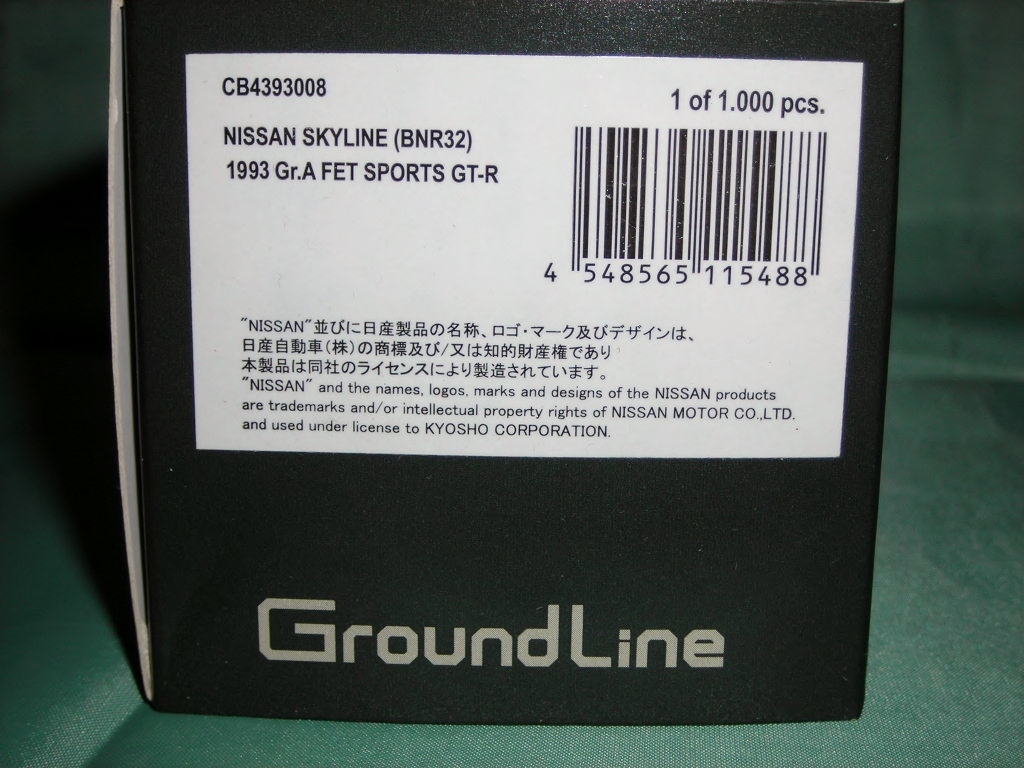 CB4393008
1 of 1.000 pcs.
NISSAN SKYLINE (BNR32)
1993 Gr.A FET SPORTS GT-R
4 548565 115488
"NISSAN"並びに日産製品の名称、ロゴ・マーク及びデザインは、
日産自動車(株)の商標及び/又は知的財産権であり
本製品は同社のライセンスにより製造されています。
"NISSAN" and the names, logos, marks and designs of the NISSAN products
are trademarks and/or intellectual property rights of NISSAN MOTOR CO.,LTD.
and used under license to KYOSHO CORPORATION.
GroundLine